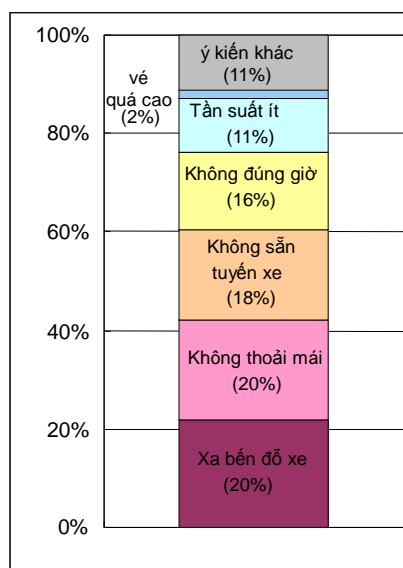 100%
ý kiến khác
(11%)
vé
quá cao
(2%)
Tần suất ít
(11%)
80%
Không đúng giờ
(16%)
60%
Không sẵn
tuyến xe
(18%)
40%
Không thoải mái
(20%)
20%
Xa bến đỗ xe
(20%)
0%